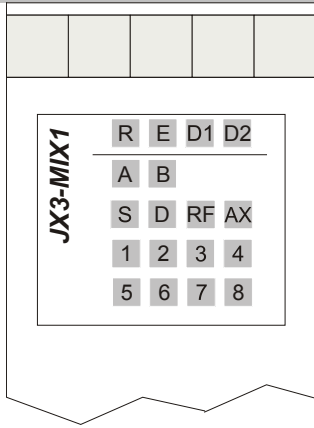 JX3-MIX1
R E D1 D2
A B
S D RF AX
1 2 3 4
5 6 7 8